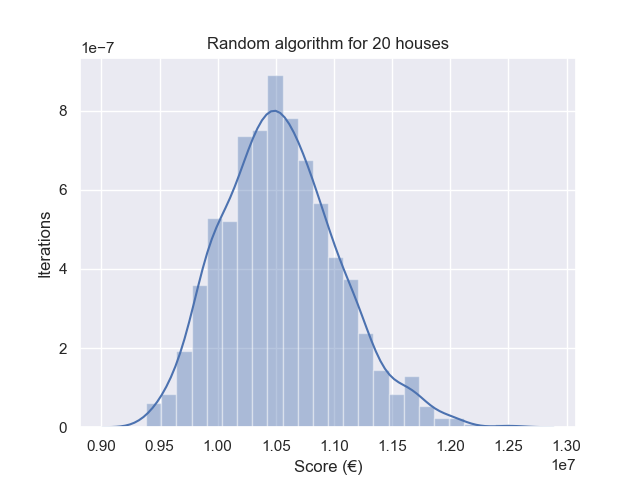 Random algorithm for 20 houses
1e−7
8
6
4
2
0
Iterations
0.90 0.95 1.00 1.05 1.10 1.15 1.20 1.25 1.30
1e7
Score (€)